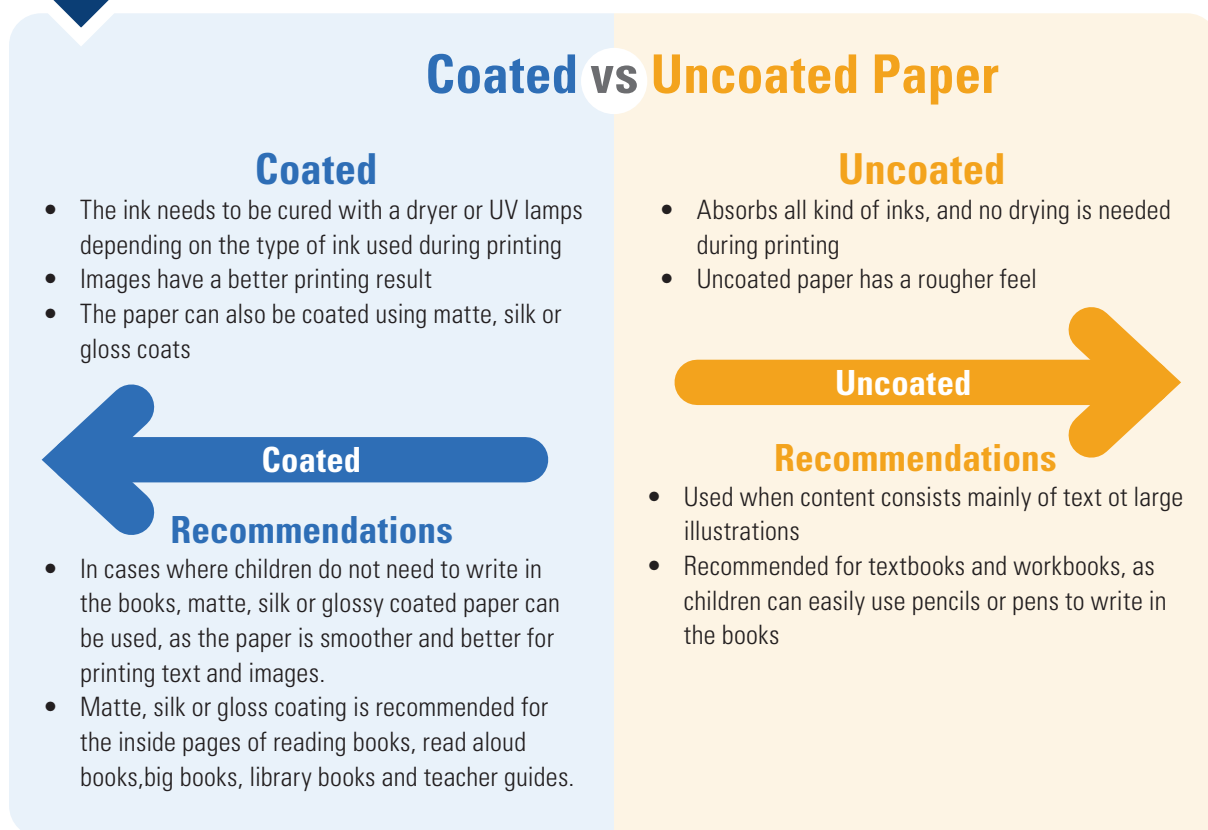 Coated vs Uncoated Paper
Coated
• The ink needs to be cured with a dryer or UV lamps
depending on the type of ink used during printing
• Images have a better printing result
• The paper can also be coated using matte, silk or
gloss coats
Coated
Recommendations
• In cases where children do not need to write in
the books, matte, silk or glossy coated paper can
be used, as the paper is smoother and better for
printing text and images.
• Matte, silk or gloss coating is recommended for
the inside pages of reading books, read aloud
books,big books, library books and teacher guides.
Uncoated
• Absorbs all kind of inks, and no drying is needed
during printing
• Uncoated paper has a rougher feel
Uncoated
Recommendations
• Used when content consists mainly of text ot large
illustrations
• Recommended for textbooks and workbooks, as
children can easily use pencils or pens to write in
the books